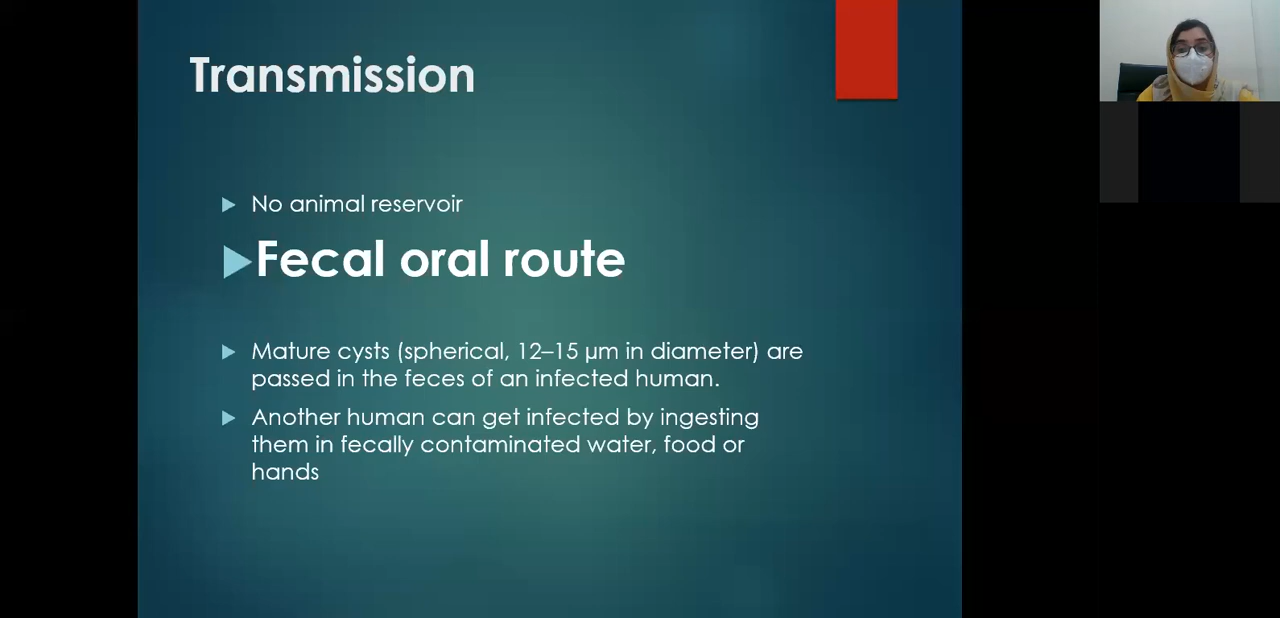 Transmission
No animal reservoir
Fecal oral route
Mature cysts (spherical, 12–15 μm in diameter) are
passed in the feces of an infected human.
Another human can get infected by ingesting
them in fecally contaminated water, food or
hands